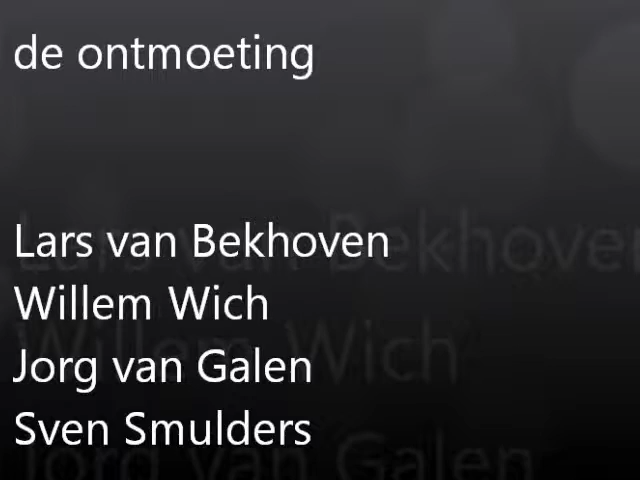 de ontmoeting
Lars van Bekhoven
Willem Wich
Jorg van Galen
Sven Smulders